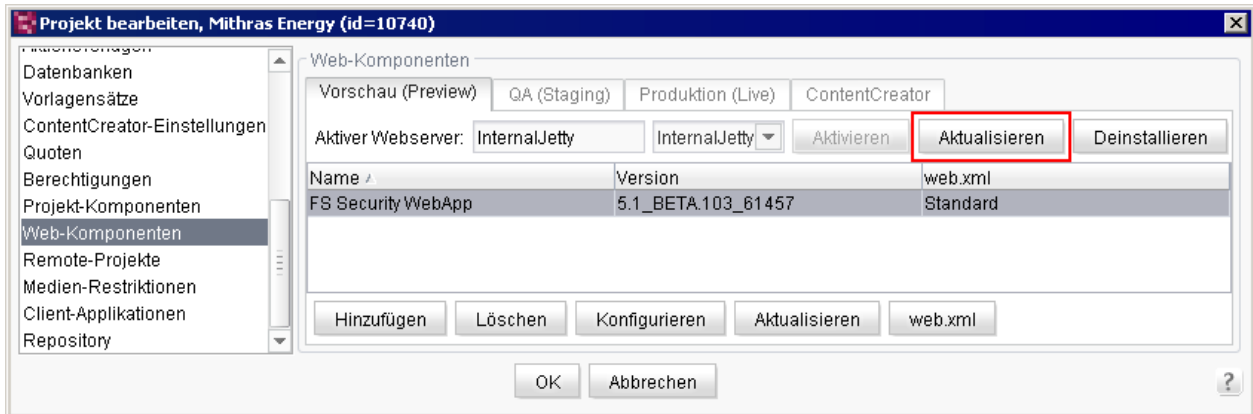 Projekt bearbeiten, Mithras Energy (id=10740)
Datenbanken
Vorlagensätze
ContentCreator-Einstellungen
Quoten
Berechtigungen
Projekt-Komponenten
Web-Komponenten
Remote-Projekte
Medien-Restriktionen
Client-Applikationen
Repository
Web-Komponenten
Vorschau (Preview) QA (Staging) Produktion (Live) ContentCreator
Aktiver Webserver: InternalJetty InternalJetty Aktivieren Aktualisieren Deinstallieren
Name Version web.xml
FS Security WebApp 5.1_BETA.103_61457 Standard
Hinzufügen Löschen Konfigurieren Aktualisieren web.xml
OK Abbrechen ?